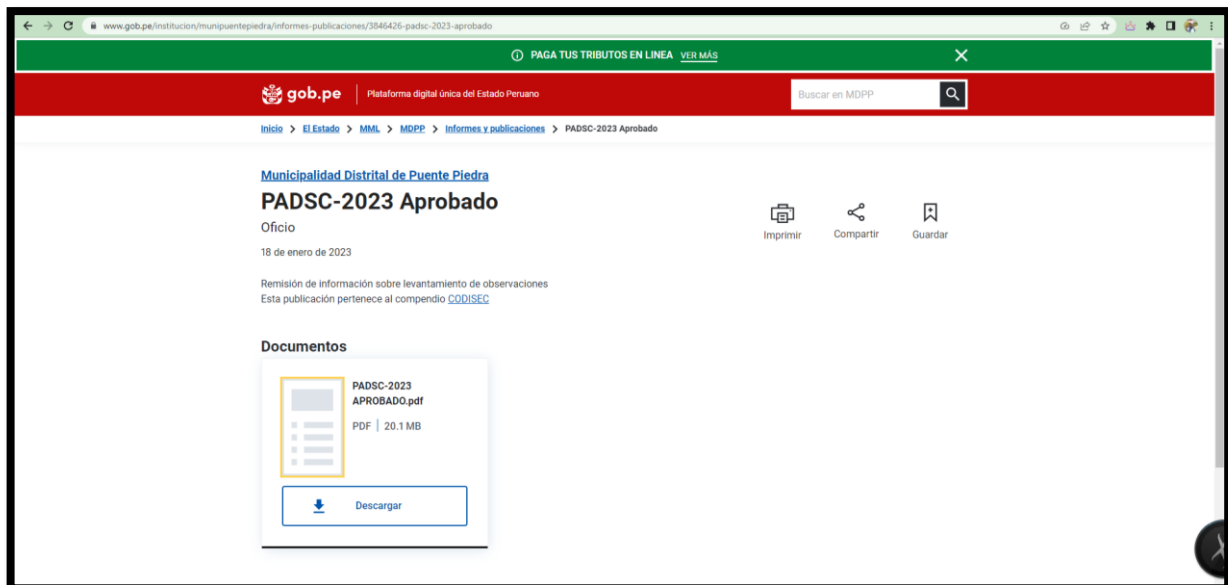 www.gob.pe/institucion/munipuentepiedra/informes-publicaciones/3846426-padsc-2023-aprobado
PAGA TUS TRIBUTOS EN LINEA VER MÁS
gob.pe Plataforma digital única del Estado Peruano Buscar en MDPP
Inicio > El Estado > MML > MDPP > Informes y publicaciones > PADSC-2023 Aprobado
Municipalidad Distrital de Puente Piedra
PADSC-2023 Aprobado
Oficio
18 de enero de 2023
Imprimir Compartir Guardar
Remisión de información sobre levantamiento de observaciones
Esta publicación pertenece al compendio CODISEC
Documentos
PADSC-2023
APROBADO.pdf
PDF | 20.1 MB
Descargar